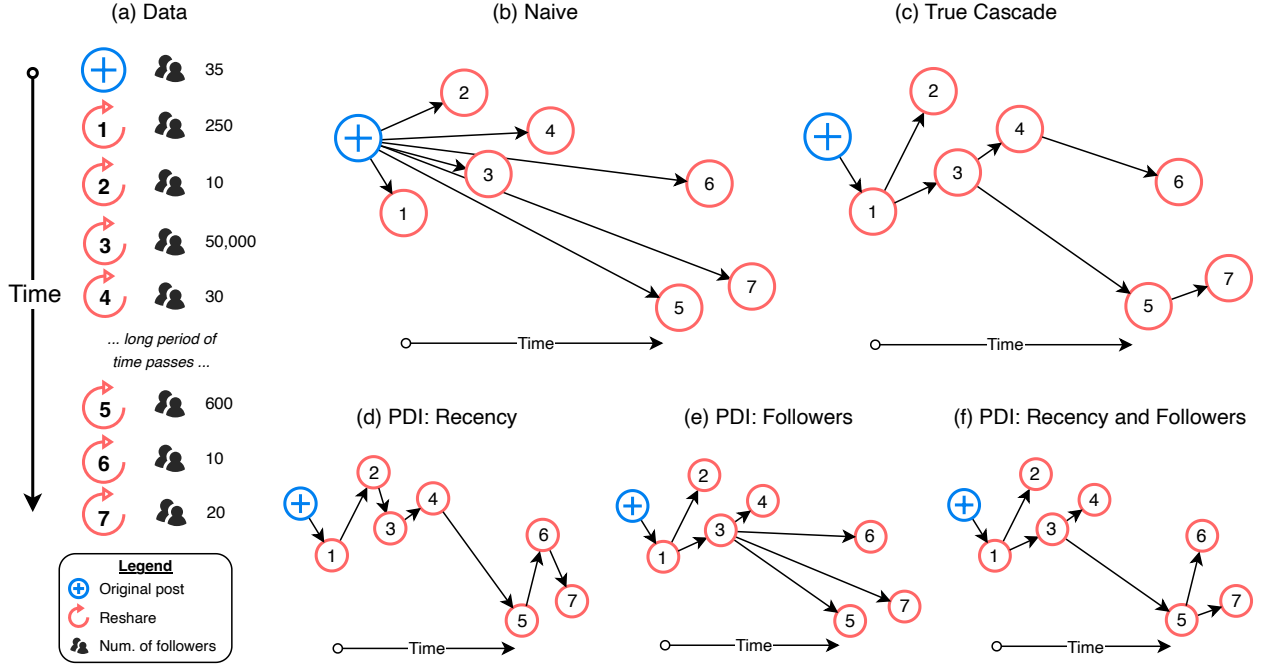 (a) Data
Time
35
1
250
2
10
3
50,000
4
30
... long period of
time passes ...
5
600
6
10
7
20
Legend
Original post
Reshare
Num. of followers
(b) Naive
2
4
3
6
1
7
5
Time
(c) True Cascade
2
4
3
6
1
7
5
Time
(d) PDI: Recency
2
4
3
6
1
7
5
Time
(e) PDI: Followers
2
4
3
6
1
7
5
Time
(f) PDI: Recency and Followers
2
4
3
6
1
7
5
Time